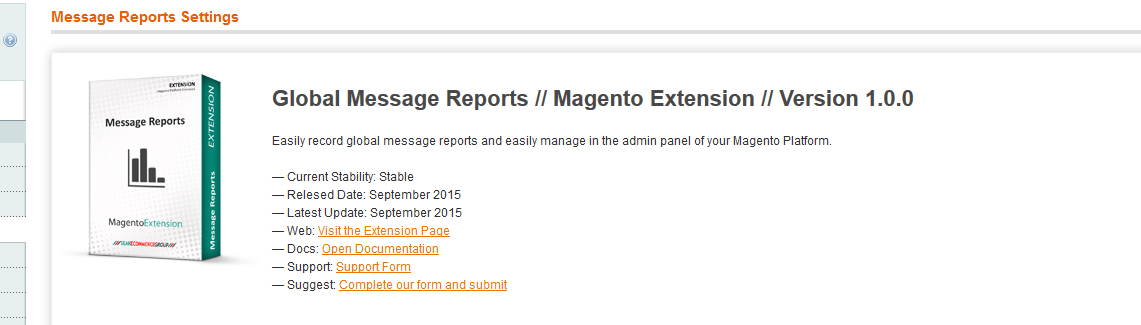 Message Reports Settings
EXTENSION
Magento Platform Extension
Message Reports
EXTENSION
Message Reports
MagentoExtension
Global Message Reports // Magento Extension // Version 1.0.0
Easily record global message reports and easily manage in the admin panel of your Magento Platform.
— Current Stability: Stable
— Relesed Date: September 2015
— Latest Update: September 2015
— Web: Visit the Extension Page
— Docs: Open Documentation
— Support: Support Form
— Suggest: Complete our form and submit